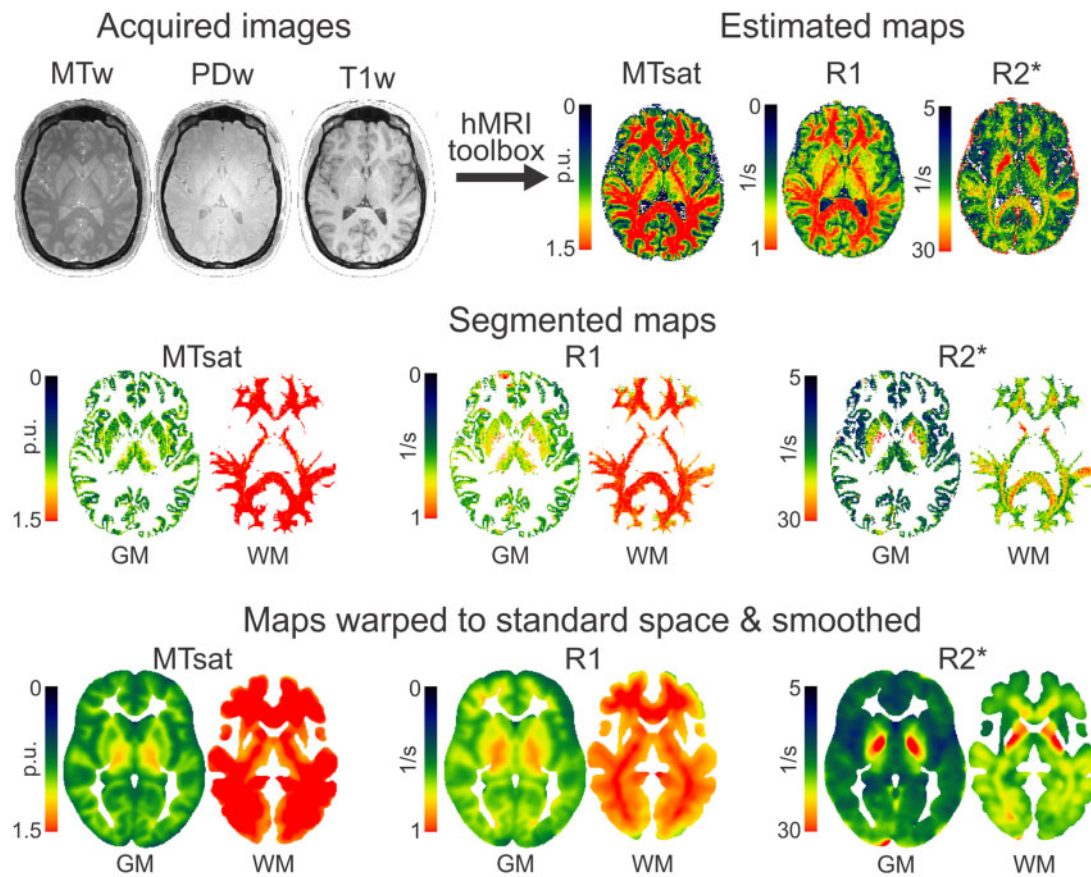 Acquired images
MTw PDw T1w
hMRI
toolbox
Estimated maps
MTsat R1 R2*
0
p.u.
1.5
0
1/s
1
5
1/s
30
Segmented maps
MTsat
0
p.u.
1.5
GM WM
R1
0
1/s
1
GM WM
R2*
5
1/s
30
GM WM
Maps warped to standard space & smoothed
MTsat
0
p.u.
1.5
GM WM
R1
0
1/s
1
GM WM
R2*
5
1/s
30
GM WM